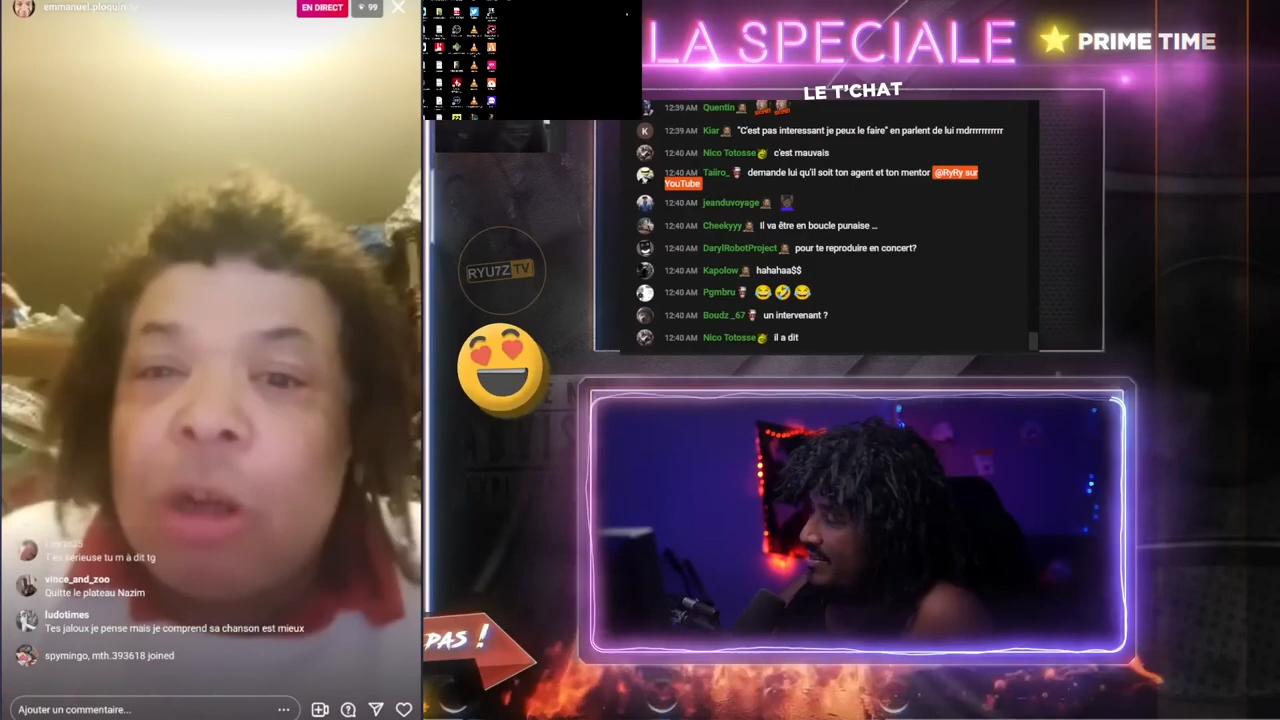 emmanuel.ploquin
EN DIRECT
99
LA SPECIALE
PRIME TIME
LE T'CHAT
12:39 AM Quentin
K
12:39 AM Kiar "C'est pas interessant je peux le faire" en parlent de lui mdrrrrrrrrrr
12:40 AM Nico Totosse c'est mauvais
12:40 AM Taiiro_ demande lui qu'il soit ton agent et ton mentor @RyRy sur
YouTube
12:40 AM jeanduvoyage
12:40 AM Cheekyyy Il va être en boucle punaise ...
12:40 AM DarylRobotProject pour te reproduire en concert?
12:40 AM Kapolow hahahaa$$
12:40 AM Pgmbru
12:40 AM Boudz_67 un intervenant ?
12:40 AM Nico Totosse il a dit
RYU7Z TV
T'es sérieuse tu m à dit tg
vince_and_zoo
Quitte le plateau Nazim
ludotimes
Tes jaloux je pense mais je comprend sa chanson est mieux
spymingo, mth.393618 joined
Ajouter un commentaire...
PAS !